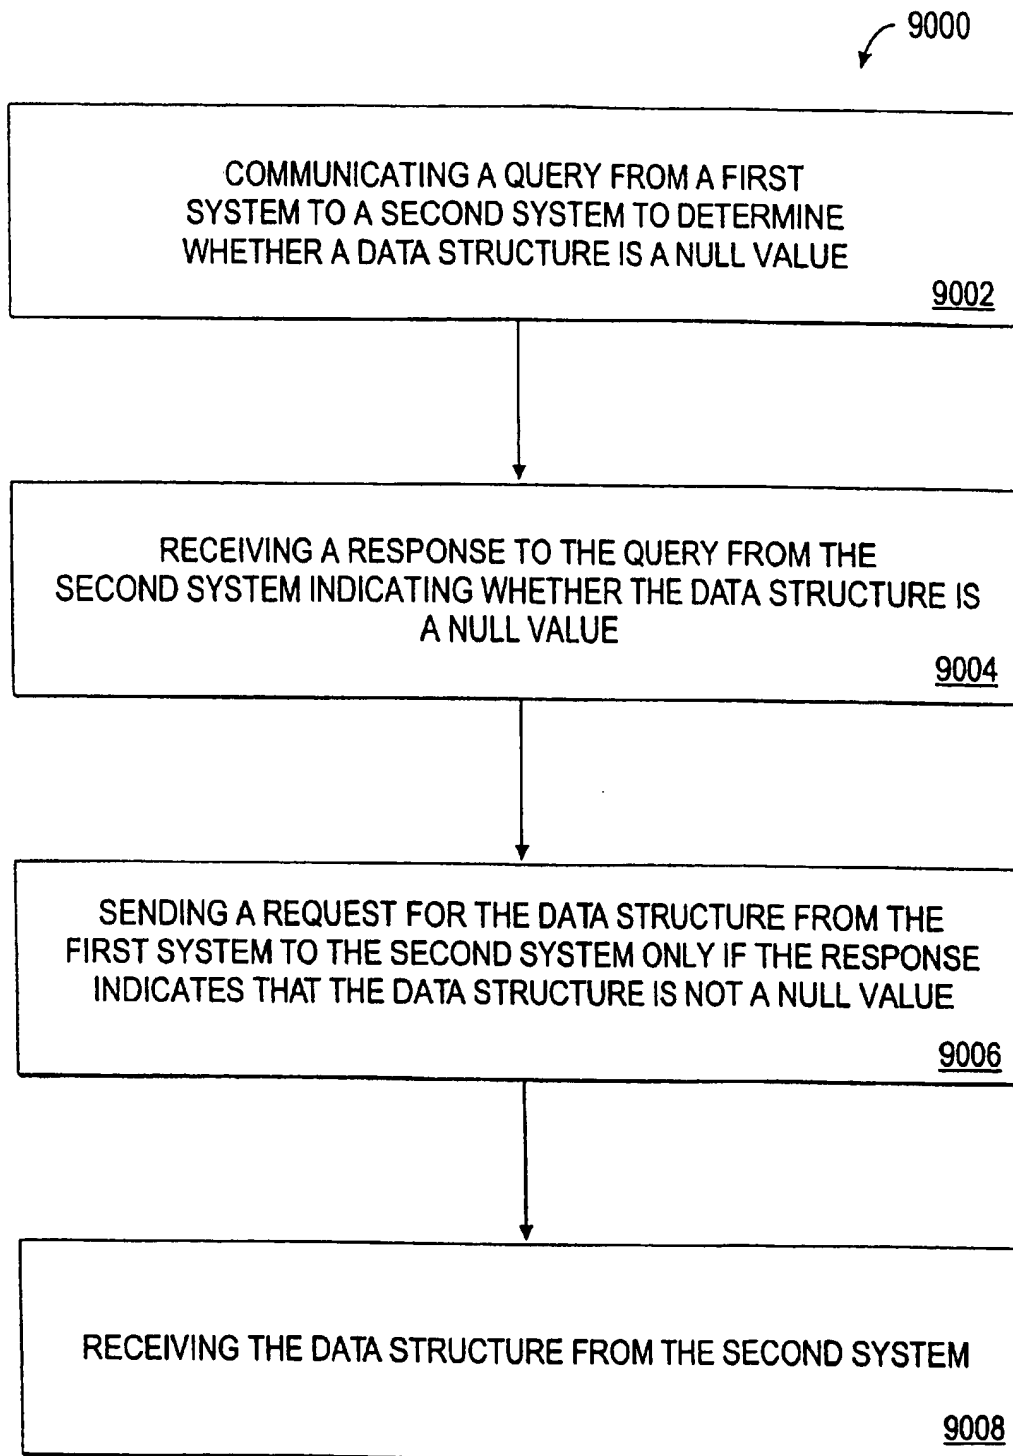 9000
COMMUNICATING A QUERY FROM A FIRST
SYSTEM TO A SECOND SYSTEM TO DETERMINE
WHETHER A DATA STRUCTURE IS A NULL VALUE
9002
RECEIVING A RESPONSE TO THE QUERY FROM THE
SECOND SYSTEM INDICATING WHETHER THE DATA STRUCTURE IS
A NULL VALUE
9004
SENDING A REQUEST FOR THE DATA STRUCTURE FROM THE
FIRST SYSTEM TO THE SECOND SYSTEM ONLY IF THE RESPONSE
INDICATES THAT THE DATA STRUCTURE IS NOT A NULL VALUE
9006
RECEIVING THE DATA STRUCTURE FROM THE SECOND SYSTEM
9008